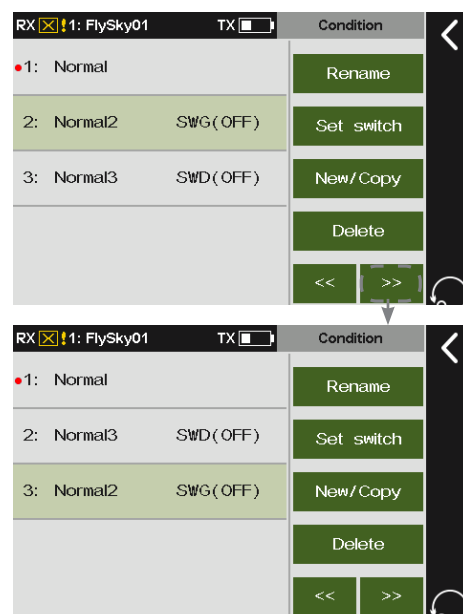 RX !1: FlySky01 TX Condition
•1: Normal Rename
2: Normal2 SWG(OFF) Set switch
3: Normal3 SWD(OFF) New/Copy
Delete
<< >>
RX !1: FlySky01 TX Condition
•1: Normal Rename
2: Normal3 SWD(OFF) Set switch
3: Normal2 SWG(OFF) New/Copy
Delete
<< >>